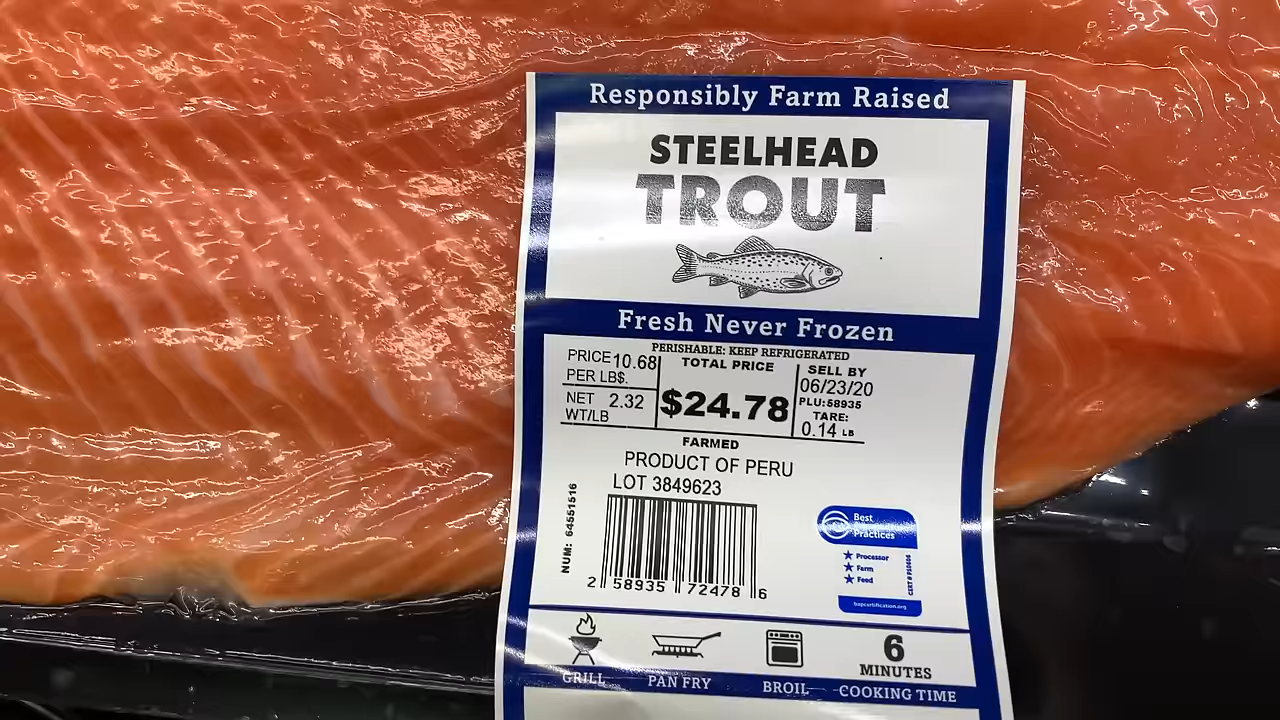 Responsibly Farm Raised
STEELHEAD
TROUT
Fresh Never Frozen
PERISHABLE: KEEP REFRIGERATED
PRICE 10.68
PER LB$.
NET 2.32
WT/LB
TOTAL PRICE
$24.78
SELL BY
06/23/20
PLU:58935
TARE:
0.14 LB
FARMED
PRODUCT OF PERU
LOT 3849623
NUM: 64551516
2 58935 72478 6
Best
Practices
Processor
Farm
Feed
bapcertification.org
GRILL
PAN FRY
BROIL
6
MINUTES
COOKING TIME